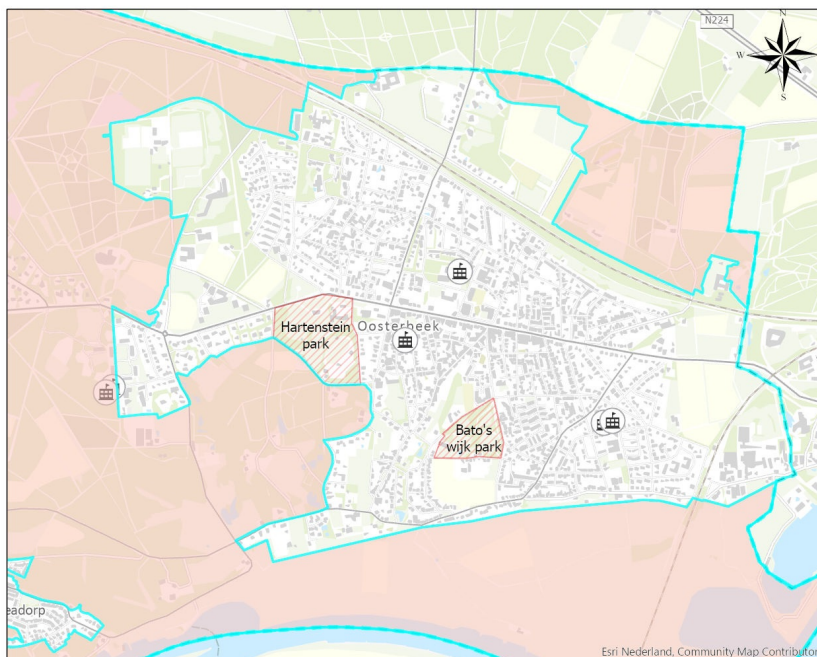 N224
N
W
S
Hartenstein
park
Oosterbeek
Bato's
wijk park
eadorp
Esri Nederland, Community Map Contributor